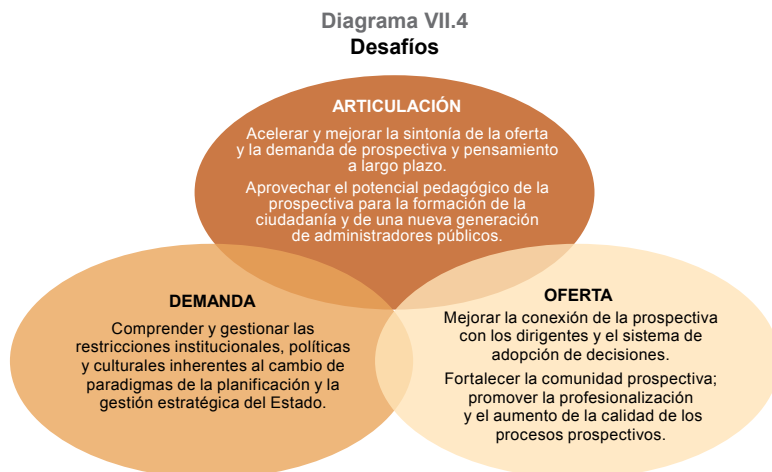 Diagrama VII.4
Desafíos
ARTICULACIÓN
Acelerar y mejorar la sintonía de la oferta
y la demanda de prospectiva y pensamiento
a largo plazo.
Aprovechar el potencial pedagógico de la
prospectiva para la formación de la
ciudadanía y de una nueva generación
de administradores públicos.
DEMANDA
Comprender y gestionar las
restricciones institucionales, políticas
y culturales inherentes al cambio de
paradigmas de la planificación y la
gestión estratégica del Estado.
OFERTA
Mejorar la conexión de la prospectiva
con los dirigentes y el sistema de
adopción de decisiones.
Fortalecer la comunidad prospectiva;
promover la profesionalización
y el aumento de la calidad de los
procesos prospectivos.